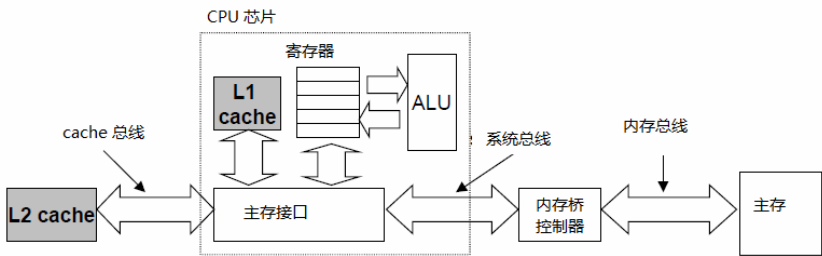 CPU 芯片
寄存器
L1
cache
ALU
cache 总线
系统总线
内存总线
L2 cache
主存接口
内存桥
控制器
主存